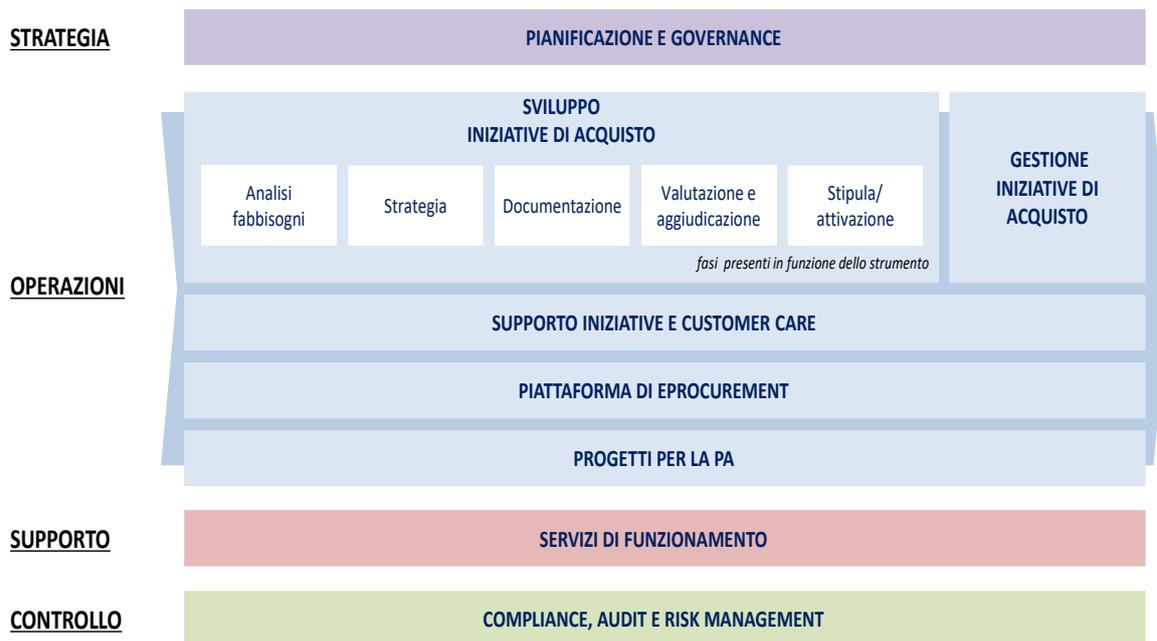 STRATEGIA
PIANIFICAZIONE E GOVERNANCE
SVILUPPO
INIZIATIVE DI ACQUISTO
Analisi
fabbisogni
Strategia
Documentazione
Valutazione e
aggiudicazione
Stipula/
attivazione
fasi presenti in funzione dello strumento
GESTIONE
INIZIATIVE DI
ACQUISTO
OPERAZIONI
SUPPORTO INIZIATIVE E CUSTOMER CARE
PIATTAFORMA DI EPROCUREMENT
PROGETTI PER LA PA
SUPPORTO
SERVIZI DI FUNZIONAMENTO
CONTROLLO
COMPLIANCE, AUDIT E RISK MANAGEMENT